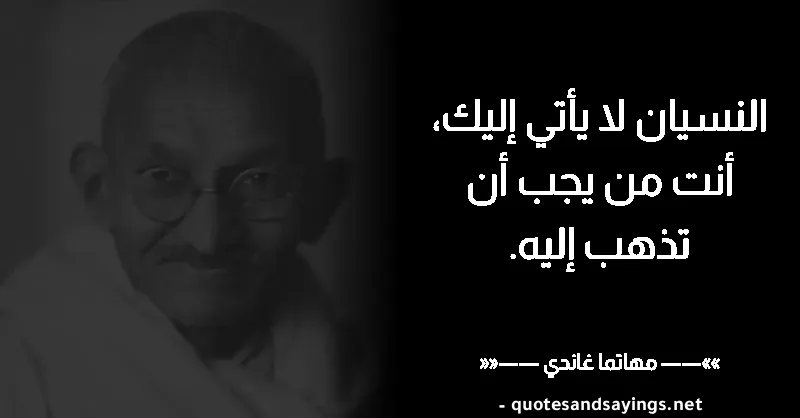 النسيان لا يأتي إليك،
أنت من يجب أن
تذهب إليه.
»»—— مهاتما غاندي ——««
- quotesandsayings.net